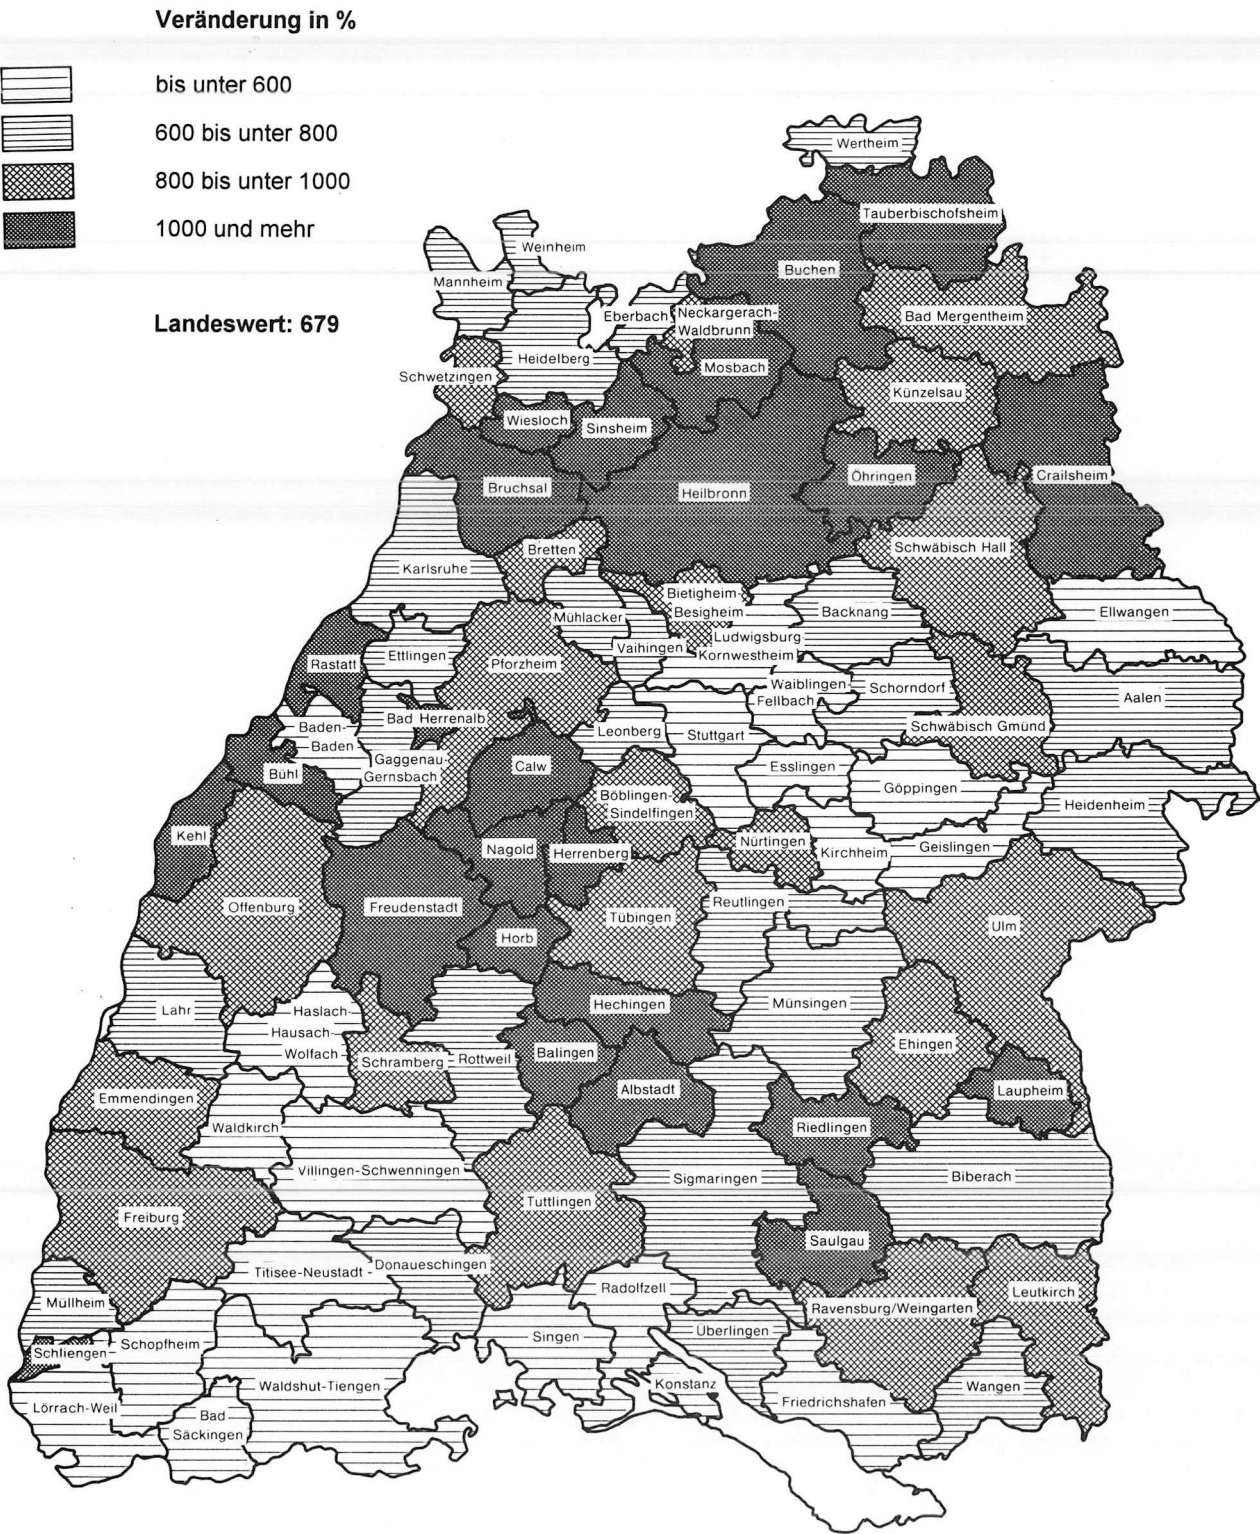 Veränderung in %
bis unter 600
600 bis unter 800
800 bis unter 1000
1000 und mehr
Landeswert: 679
Wertheim
Tauberbischofsheim
Weinheim
Buchen
Mannheim
Eberbach
Neckargerach-
Waldbrunn
Bad Mergentheim
Heidelberg
Mosbach
Schwetzingen
Künzelsau
Wiesloch
Sinsheim
Öhringen
Crailsheim
Bruchsal
Heilbronn
Bretten
Schwäbisch Hall
Karlsruhe
Bietigheim-
Besigheim
Backnang
Ellwangen
Mühlacker
Ludwigsburg-
Kornwestheim
Vaihingen
Ettlingen
Rastatt
Pforzheim
Waiblingen-
Fellbach
Schorndorf
Aalen
Bad Herrenalb
Baden-
Baden
Leonberg
Stuttgart
Schwäbisch Gmünd
Gaggenau-
Gernsbach
Calw
Esslingen
Bühl
Göppingen
Böblingen-
Sindelfingen
Heidenheim
Kehl
Nagold
Herrenberg
Nürtingen
Kirchheim
Geislingen
Offenburg
Freudenstadt
Reutlingen
Tübingen
Ulm
Horb
Hechingen
Münsingen
Lahr
Haslach-
Hausach-
Wolfach
Ehingen
Schramberg
Rottweil
Balingen
Albstadt
Laupheim
Emmendingen
Waldkirch
Riedlingen
Villingen-Schwenningen
Sigmaringen
Biberach
Tuttlingen
Freiburg
Saulgau
Titisee-Neustadt
Donaueschingen
Radolfzell
Leutkirch
Müllheim
Ravensburg/Weingarten
Schopfheim
Singen
Überlingen
Schliengen
Waldshut-Tiengen
Konstanz
Wangen
Friedrichshafen
Lörrach-Weil
Bad
Säckingen